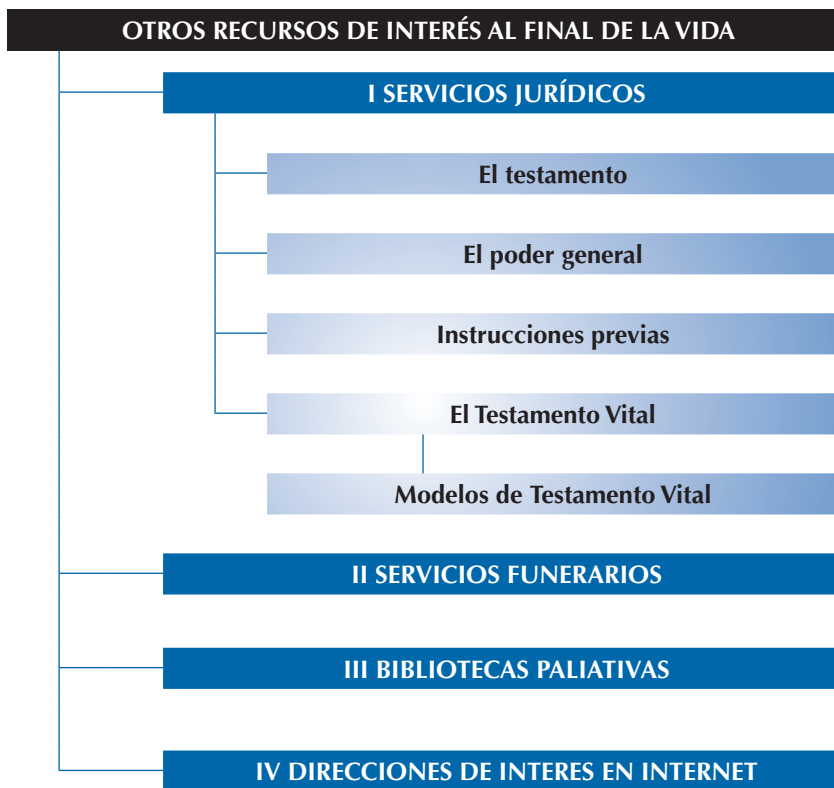 OTROS RECURSOS DE INTERÉS AL FINAL DE LA VIDA
I SERVICIOS JURÍDICOS
El testamento
El poder general
Instrucciones previas
El Testamento Vital
Modelos de Testamento Vital
II SERVICIOS FUNERARIOS
III BIBLIOTECAS PALIATIVAS
IV DIRECCIONES DE INTERES EN INTERNET